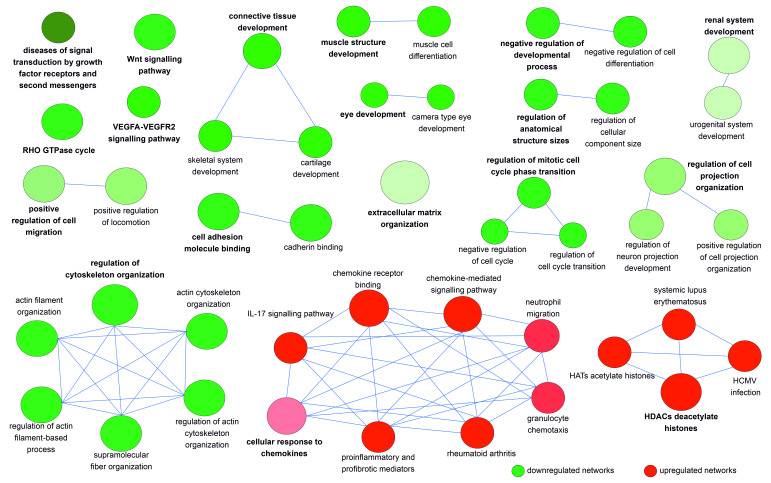 diseases of signal
transduction by growth
factor receptors and
second messengers
Wnt signalling
pathway
connective tissue
development
muscle structure
development
muscle cell
differentiation
negative regulation of
developmental
process
negative regulation of cell
differentiation
renal system
development
urogenital system
development
RHO GTPase cycle
VEGFA-VEGFR2
signalling pathway
skeletal system
development
cartilage
development
eye development
camera type eye
development
regulation of
anatomical
structure sizes
regulation of
cellular
component size
positive
regulation of cell
migration
positive regulation
of locomotion
cell adhesion
molecule binding
cadherin binding
extracellular matrix
organization
regulation of mitotic cell
cycle phase transition
negative regulation
of cell cycle
regulation of
cell cycle transition
regulation of cell
projection
organization
regulation of
neuron projection
development
positive regulation
of cell projection
organization
regulation of
cytoskeleton organization
actin filament
organization
actin cytoskeleton
organization
regulation of actin
filament-based
process
supramolecular
fiber organization
regulation of actin
cytoskeleton
organization
IL-17 signalling pathway
chemokine receptor
binding
chemokine-mediated
signalling pathway
neutrophil
migration
cellular response to
chemokines
proinflammatory and
profibrotic mediators
rheumatoid arthritis
granulocyte
chemotaxis
systemic lupus
erythematosus
HATs acetylate histones
HCMV
infection
HDACs deacetylate
histones
downregulated networks
upregulated networks